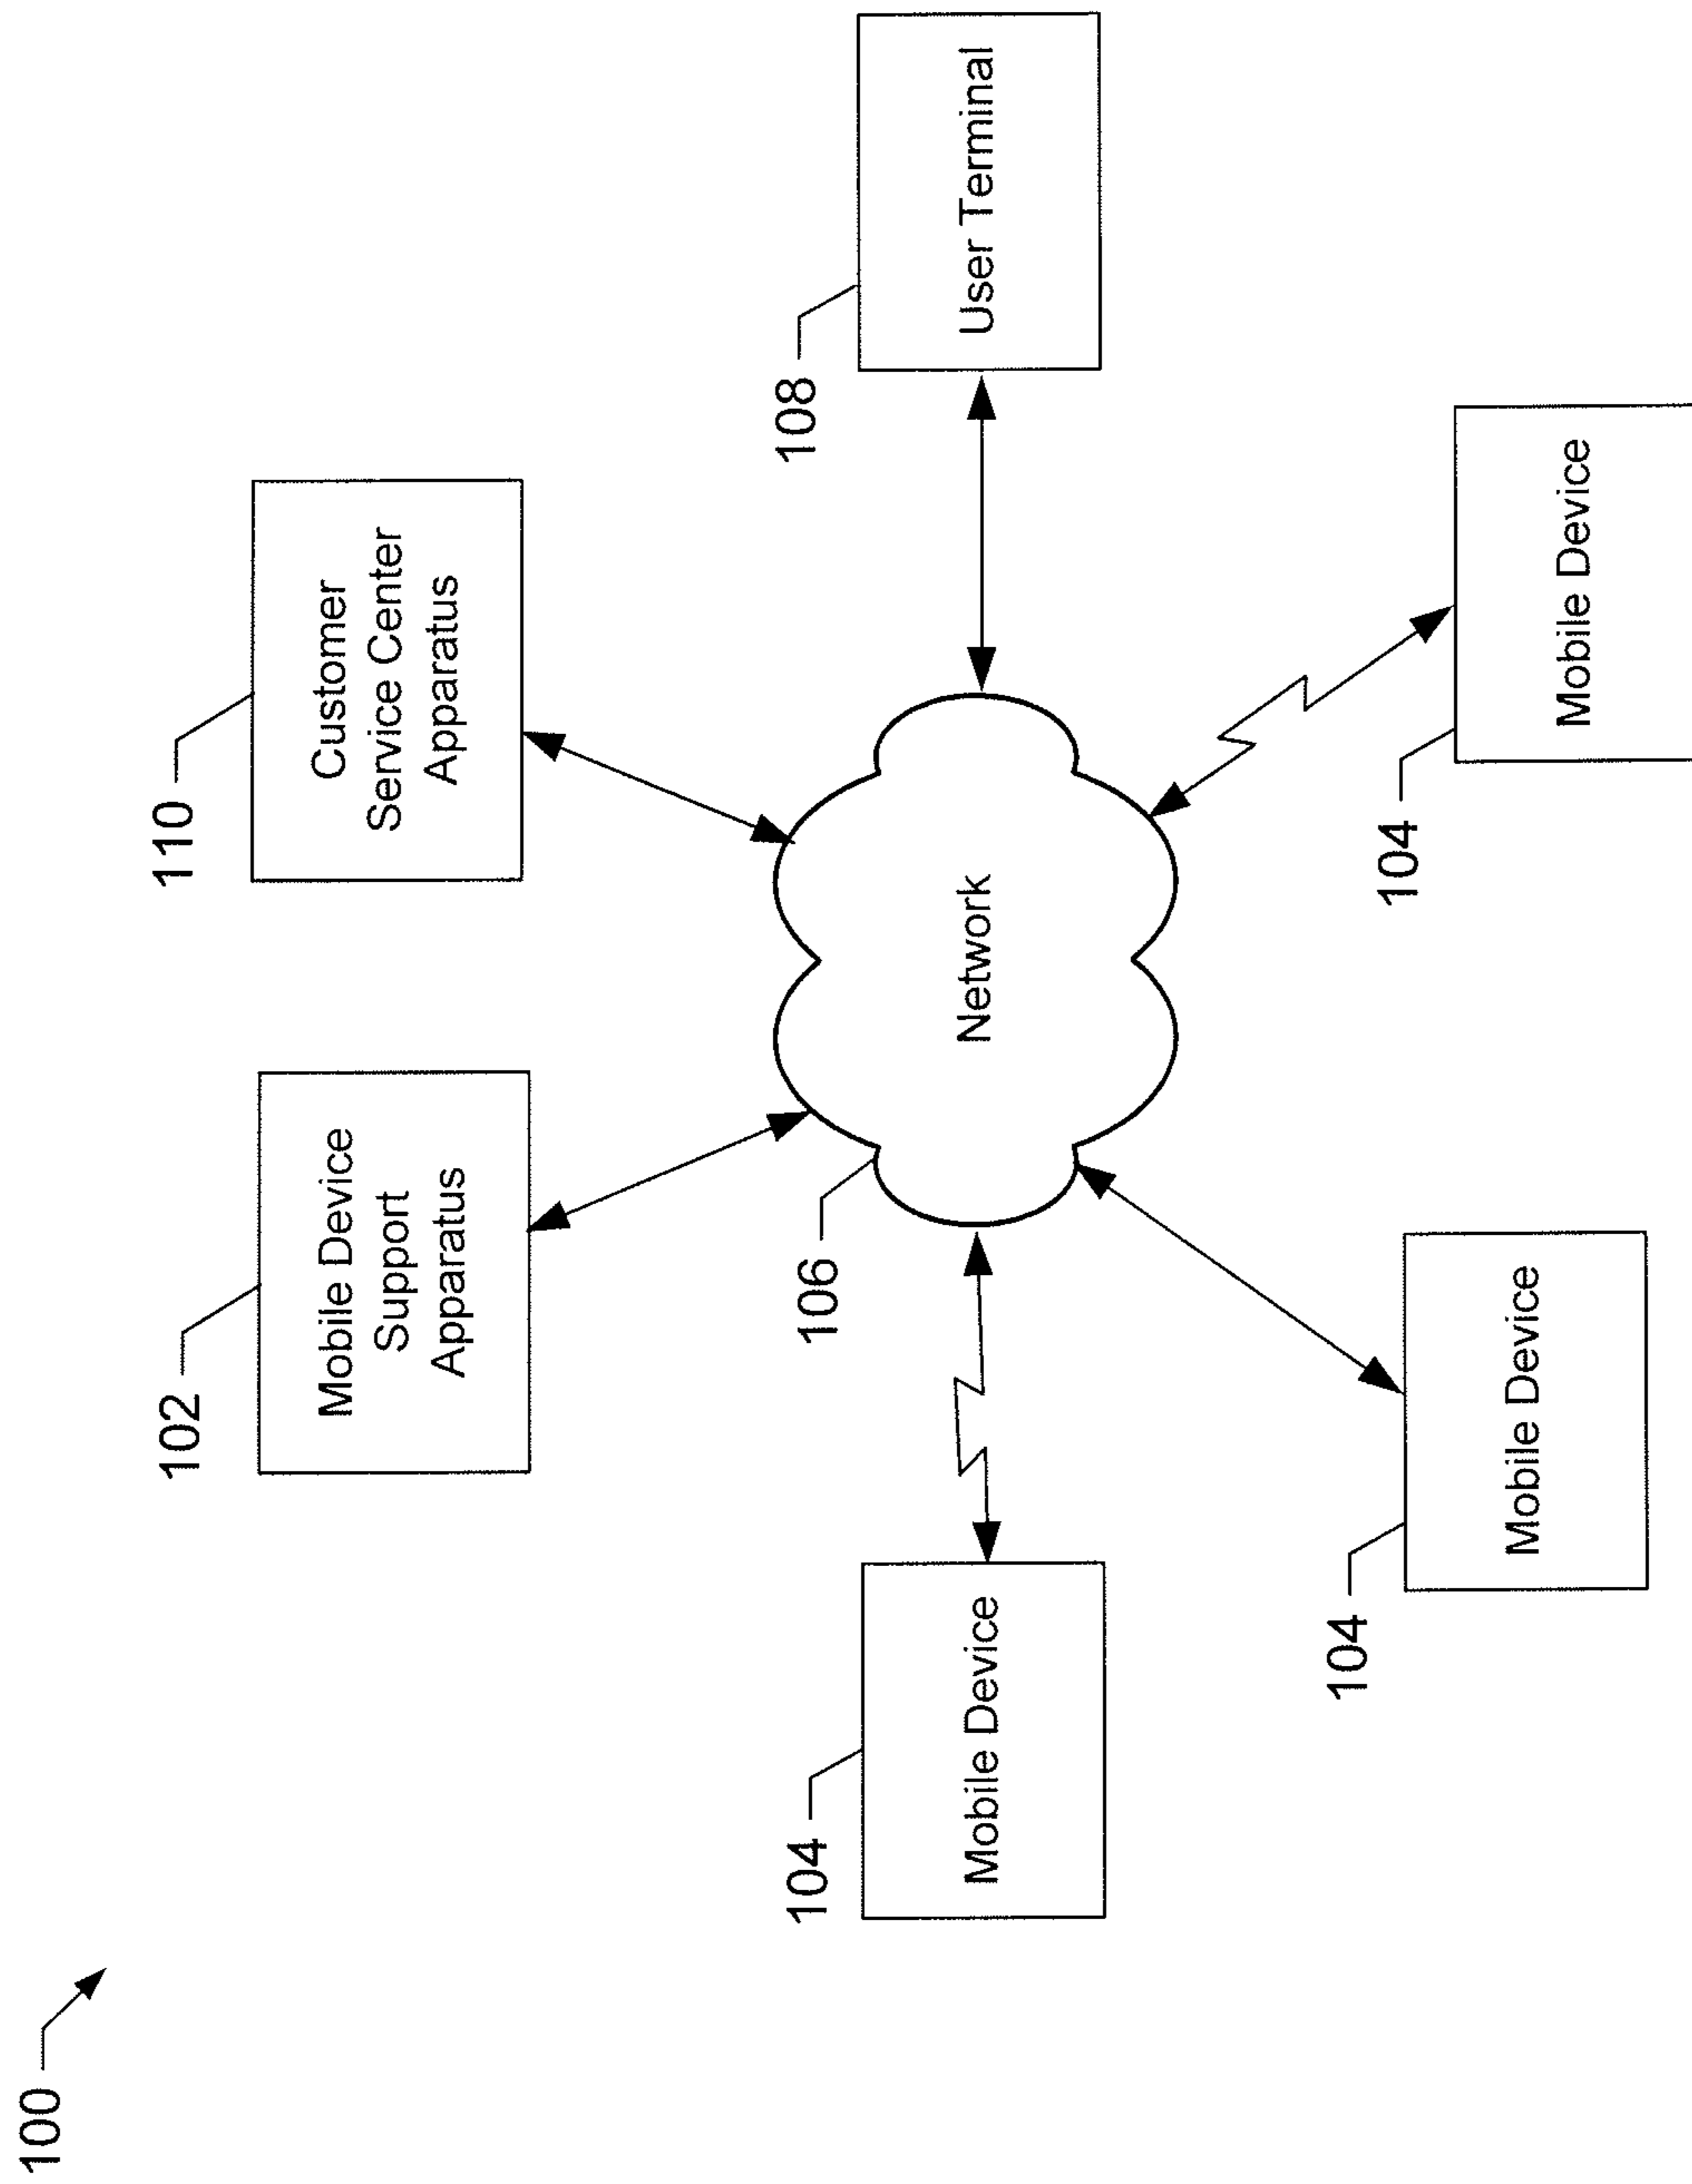 100
102
Mobile Device
Support
Apparatus
110
Customer
Service Center
Apparatus
104
Mobile Device
106
Network
108
User Terminal
104
Mobile Device
104
Mobile Device